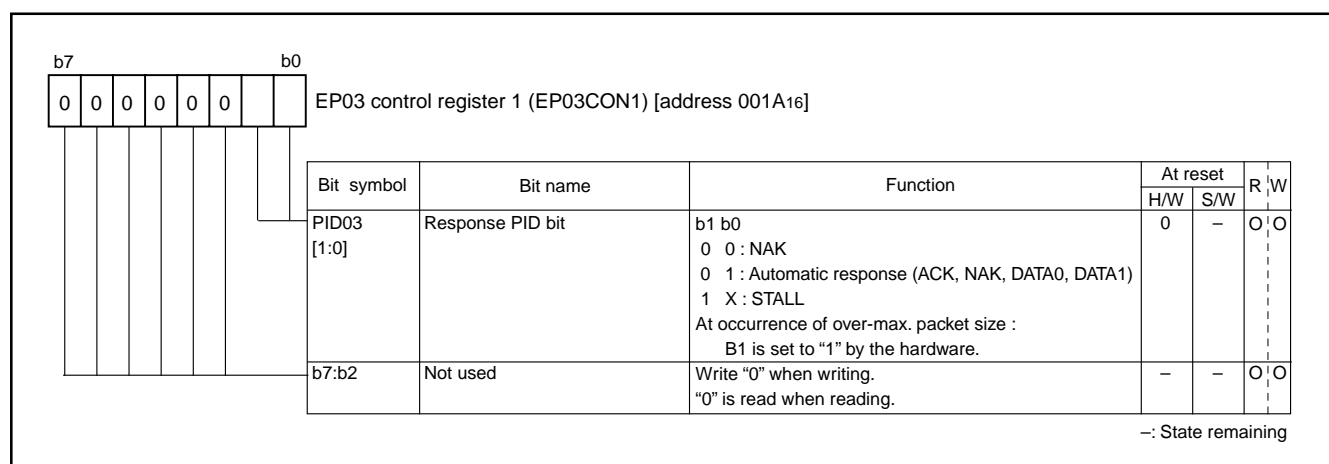 b7 b0
0 0 0 0 0 0 EP03 control register 1 (EP03CON1) [address 001A16]
Bit symbol Bit name Function At reset R W
H/W S/W
PID03 Response PID bit b1 b0 0 – O O
[1:0] 0 0 : NAK
0 1 : Automatic response (ACK, NAK, DATA0, DATA1)
1 X : STALL
At occurrence of over-max. packet size :
B1 is set to “1” by the hardware.
b7:b2 Not used Write “0” when writing. – – O O
“0” is read when reading.
–: State remaining